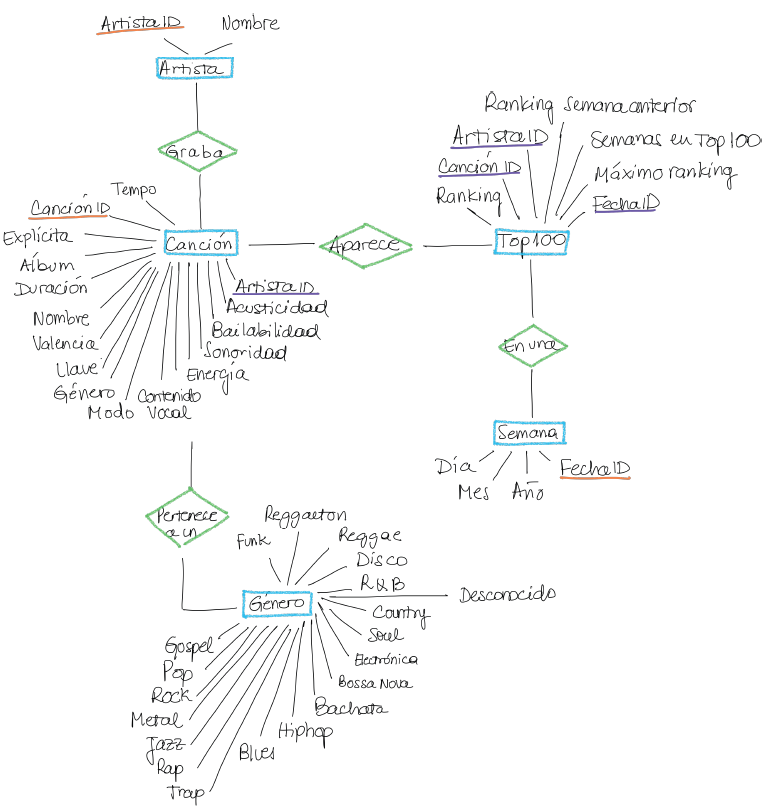 ArtistaID
Nombre
Artista
Graba
Tempo
CanciónID
Explícita
Álbum
Duración
Nombre
Valencia
Llave
Género
Modo
Contenido
Vocal
Energía
Sonoridad
Bailabilidad
Acusticidad
ArtistaID
Canción
Aparece
Ranking Semana anterior
ArtistaID
Semanas en Top100
Canción ID
Máximo ranking
Ranking
FechaID
Top100
En una
Semana
Día
Mes
Año
FechaID
Pertenece
a un
Reggaeton
Funk
Reggae
Disco
R&B
Desconocido
Género
Country
Soul
Electrónica
Bossa Nova
Bachata
Hiphop
Blues
Gospel
Pop
Rock
Metal
Jazz
Rap
Trap